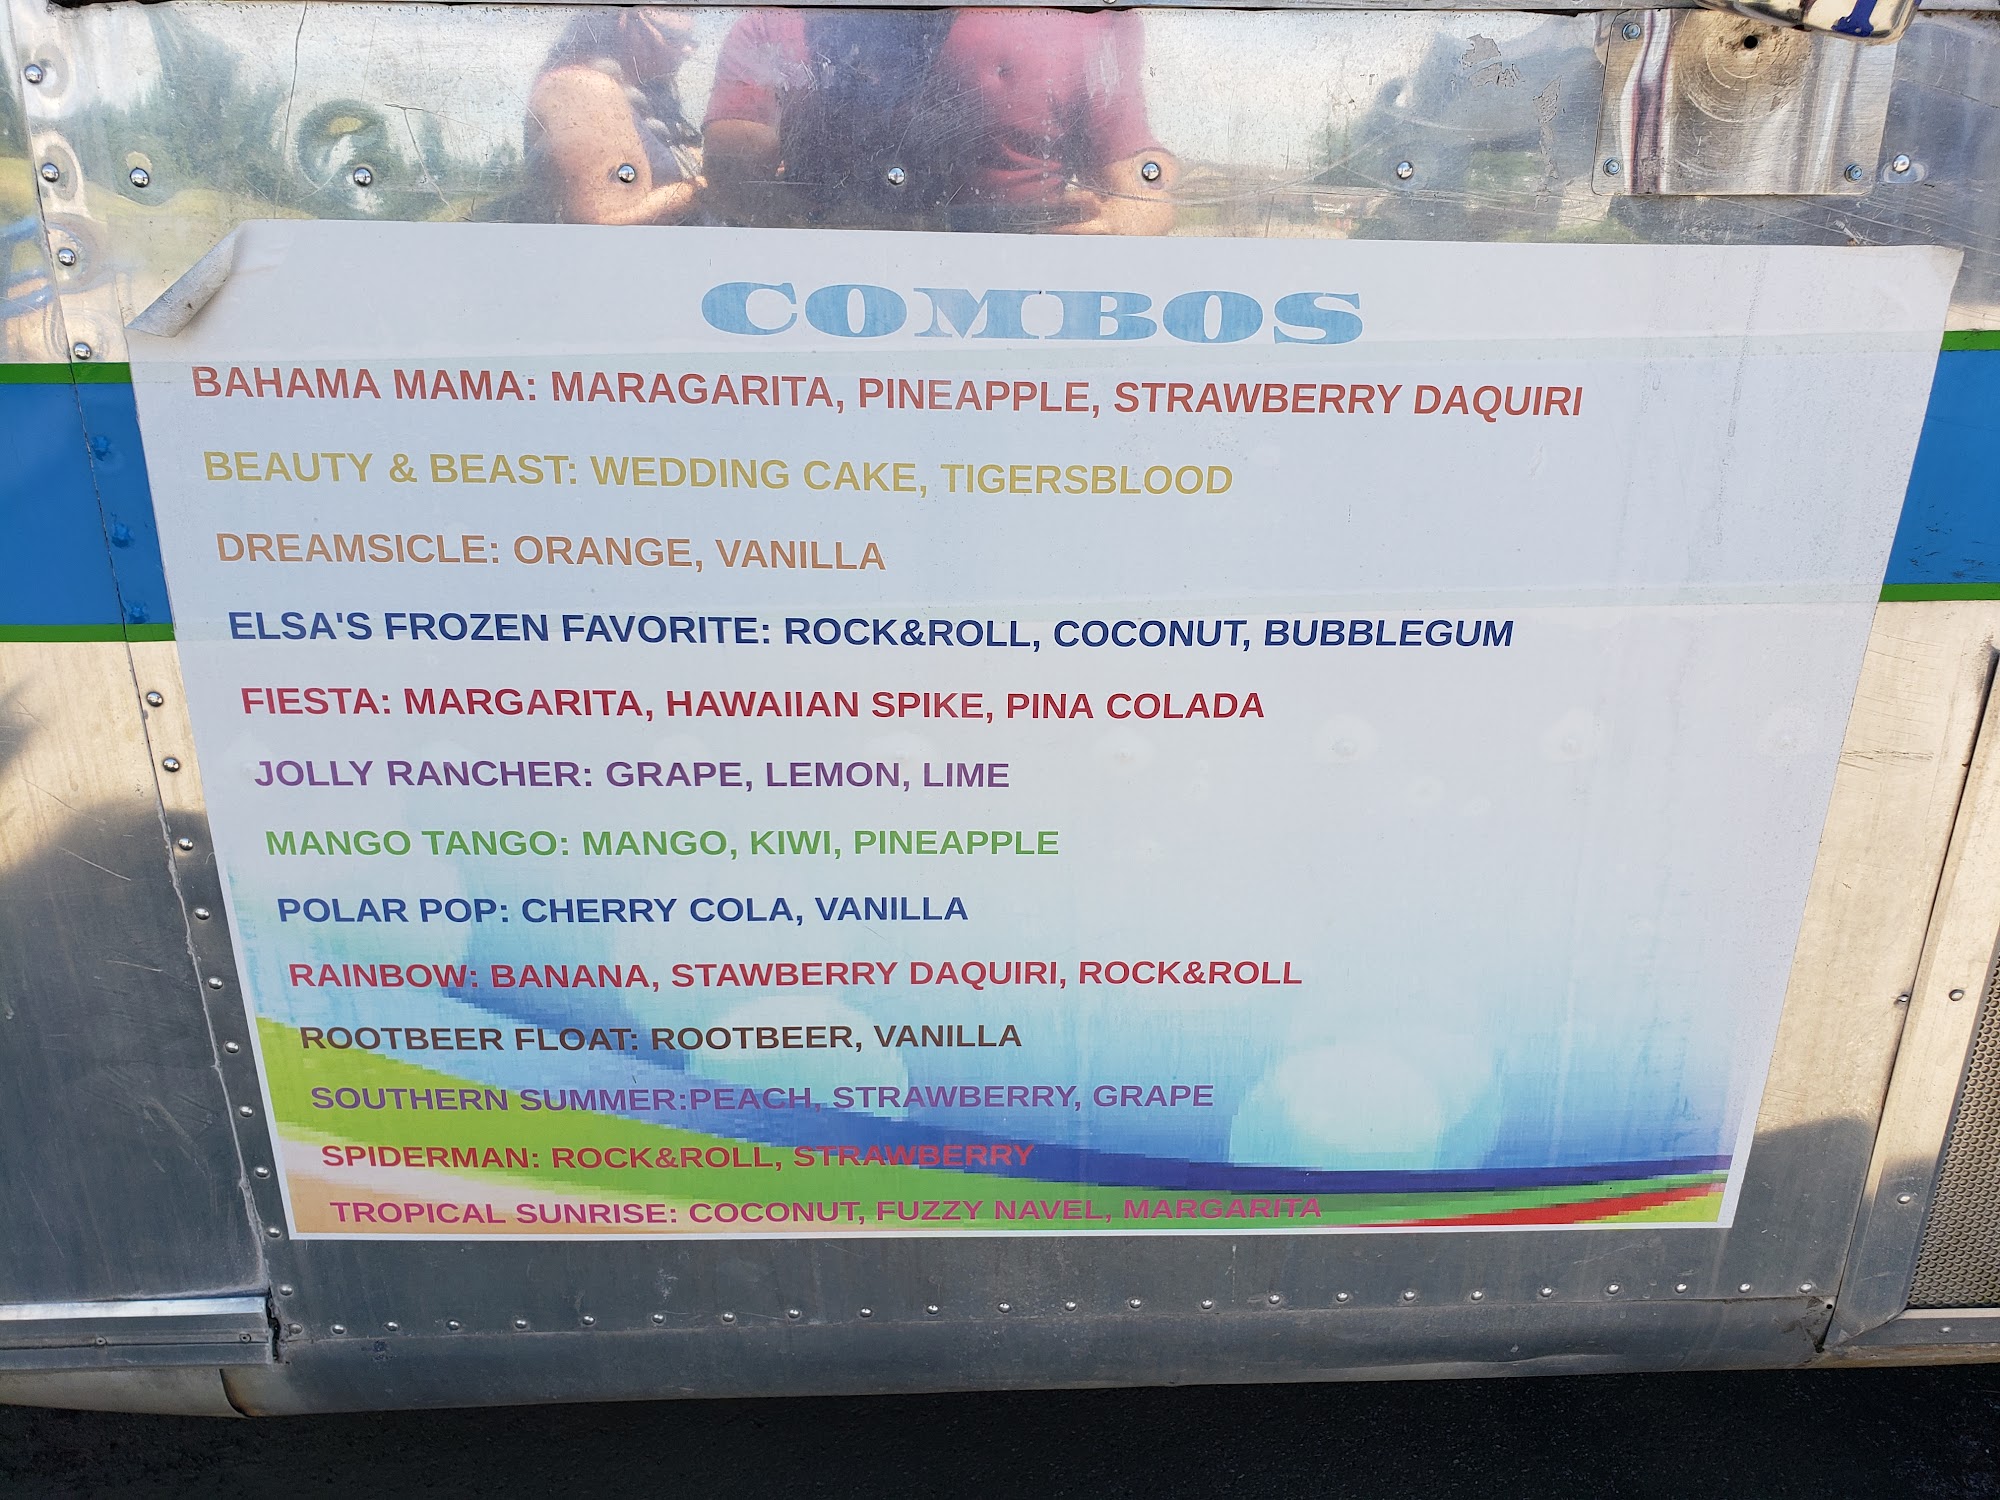 COMBOS
BAHAMA MAMA: MARAGARITA, PINEAPPLE, STRAWBERRY DAQUIRI
BEAUTY & BEAST: WEDDING CAKE, TIGERSBLOOD
DREAMSICLE: ORANGE, VANILLA
ELSA'S FROZEN FAVORITE: ROCK&ROLL, COCONUT, BUBBLEGUM
FIESTA: MARGARITA, HAWAIIAN SPIKE, PINA COLADA
JOLLY RANCHER: GRAPE, LEMON, LIME
MANGO TANGO: MANGO, KIWI, PINEAPPLE
POLAR POP: CHERRY COLA, VANILLA
RAINBOW: BANANA, STAWBERRY DAQUIRI, ROCK&ROLL
ROOTBEER FLOAT: ROOTBEER, VANILLA
SOUTHERN SUMMER:PEACH, STRAWBERRY, GRAPE
SPIDERMAN: ROCK&ROLL, STRAWBERRY
TROPICAL SUNRISE: COCONUT, FUZZY NAVEL, MARGARITA